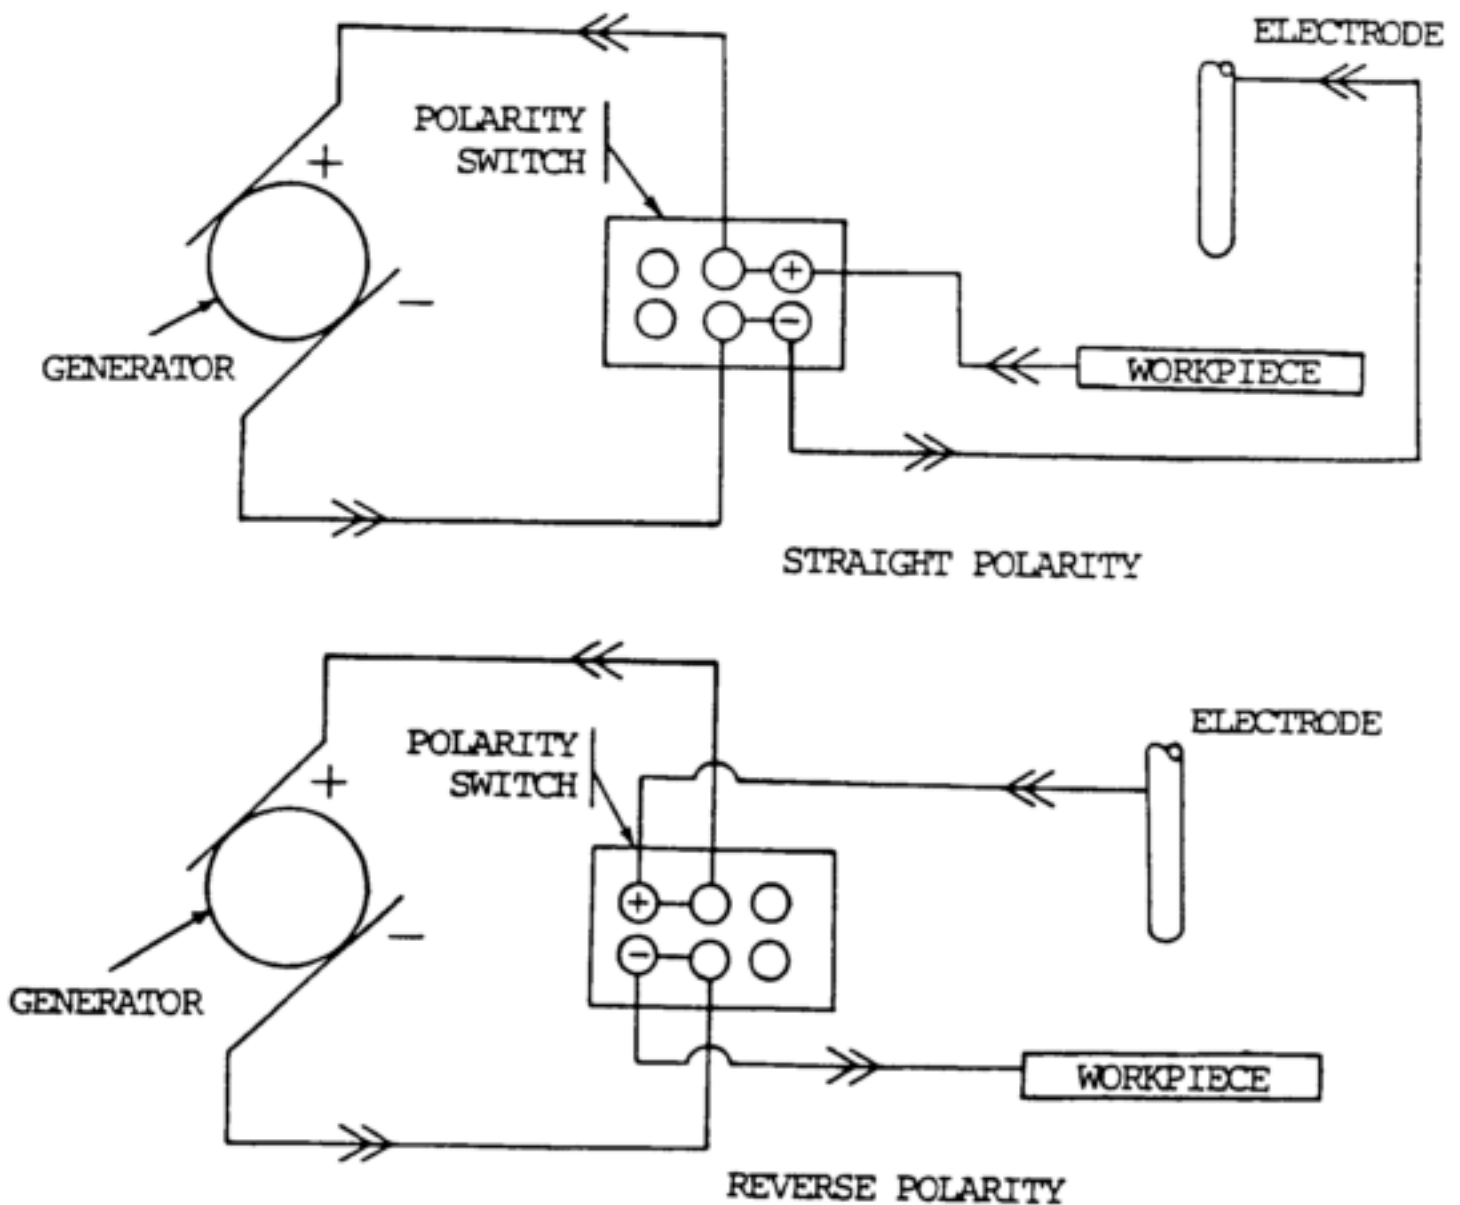 ELECTRODE
POLARITY
SWITCH
+
+
-
-
GENERATOR
WORKPIECE
STRAIGHT POLARITY
ELECTRODE
POLARITY
SWITCH
+
+
-
-
GENERATOR
WORKPIECE
REVERSE POLARITY